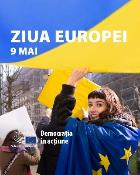 ZIUA EUROPEI
9 MAI
Democrația
în acțiune